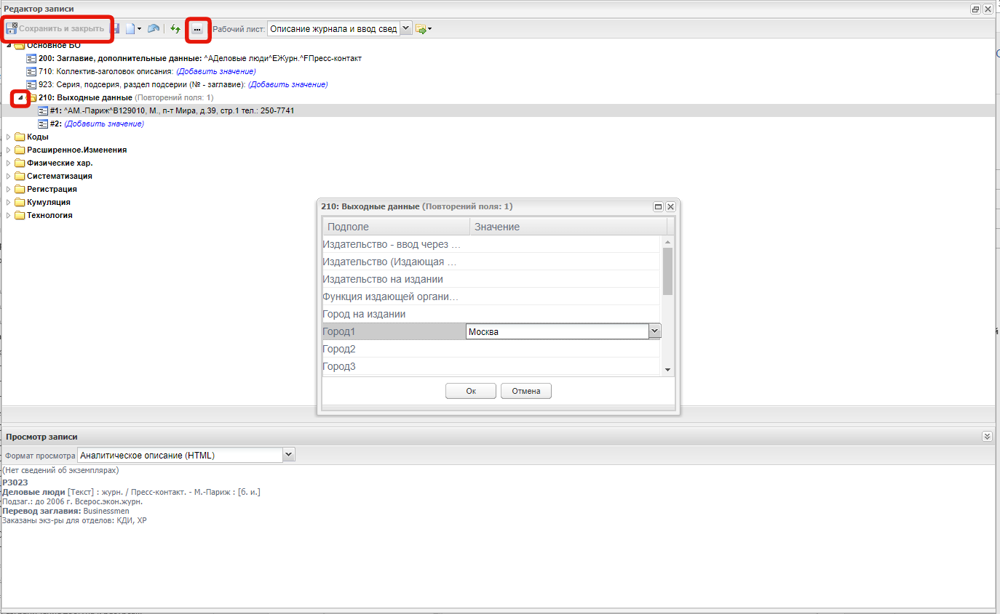 Редактор записи
Сохранить и закрыть
...
Рабочий лист: Описание журнала и ввод свед
Основное БО
200: Заглавие, дополнительные данные: ^AДеловые люди^EЖурн.^FПресс-контакт
710: Коллектив-заголовок описания: (Добавить значение)
923: Серия, подсерия, раздел подсерии (№ - заглавие): (Добавить значение)
210: Выходные данные (Повторений поля: 1)
#1: ^AМ.-Париж^B129010, М., п-т Мира, д.39, стр.1 тел.: 250-7741
#2: (Добавить значение)
Коды
Расширенное.Изменения
Физические хар.
Систематизация
Регистрация
Кумуляция
Технология
210: Выходные данные (Повторений поля: 1)
Подполе Значение
Издательство - ввод через ...
Издательство (Издающая ...
Издательство на издании
Функция издающей органи...
Город на издании
Город1 Москва
Город2
Город3
Ок Отмена
Просмотр записи
Формат просмотра Аналитическое описание (HTML)
(Нет сведений об экземплярах)
Р3023
Деловые люди [Текст] : журн. / Пресс-контакт. - М.-Париж : [б. и.]
Подзаг.: до 2006 г. Всерос.экон.журн.
Перевод заглавия: Businessmen
Заказаны экз-ры для отделов: КДИ, ХР